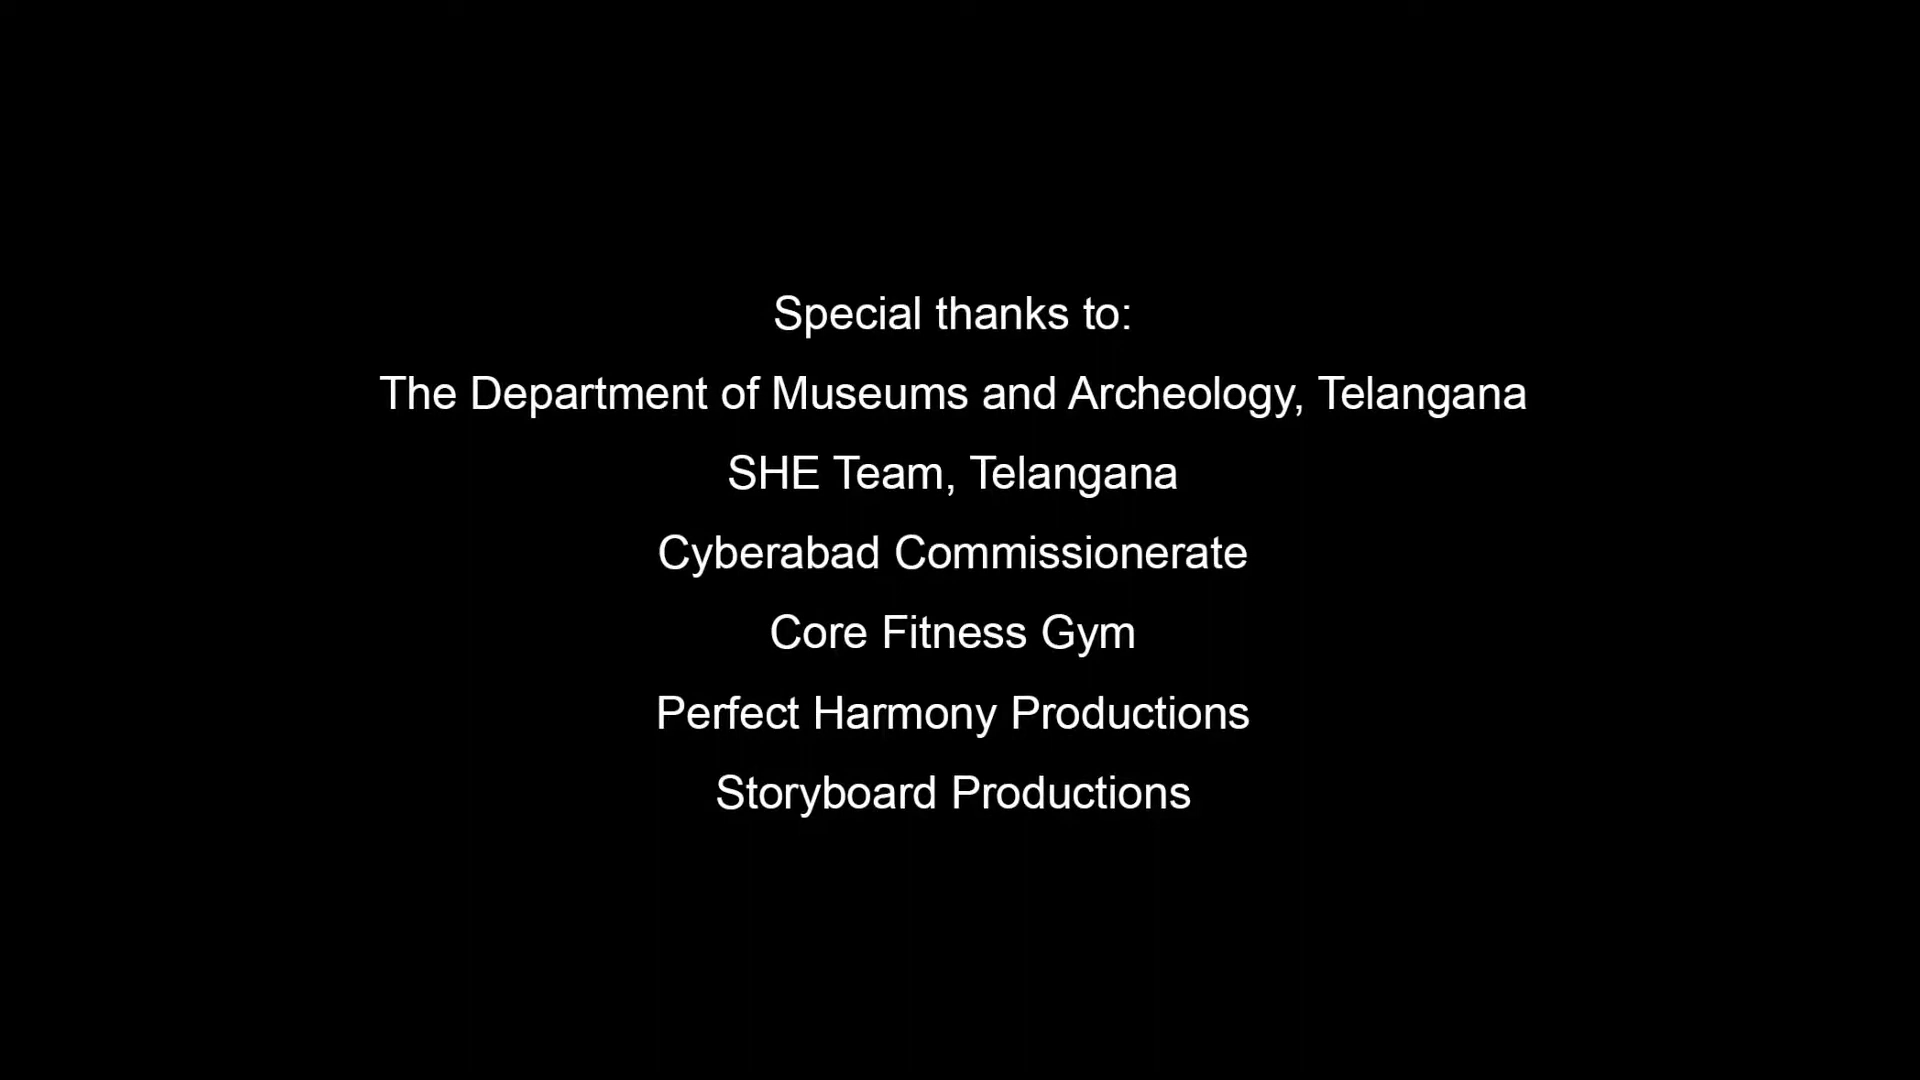 Special thanks to:
The Department of Museums and Archeology, Telangana
SHE Team, Telangana
Cyberabad Commissionerate
Core Fitness Gym
Perfect Harmony Productions
Storyboard Productions